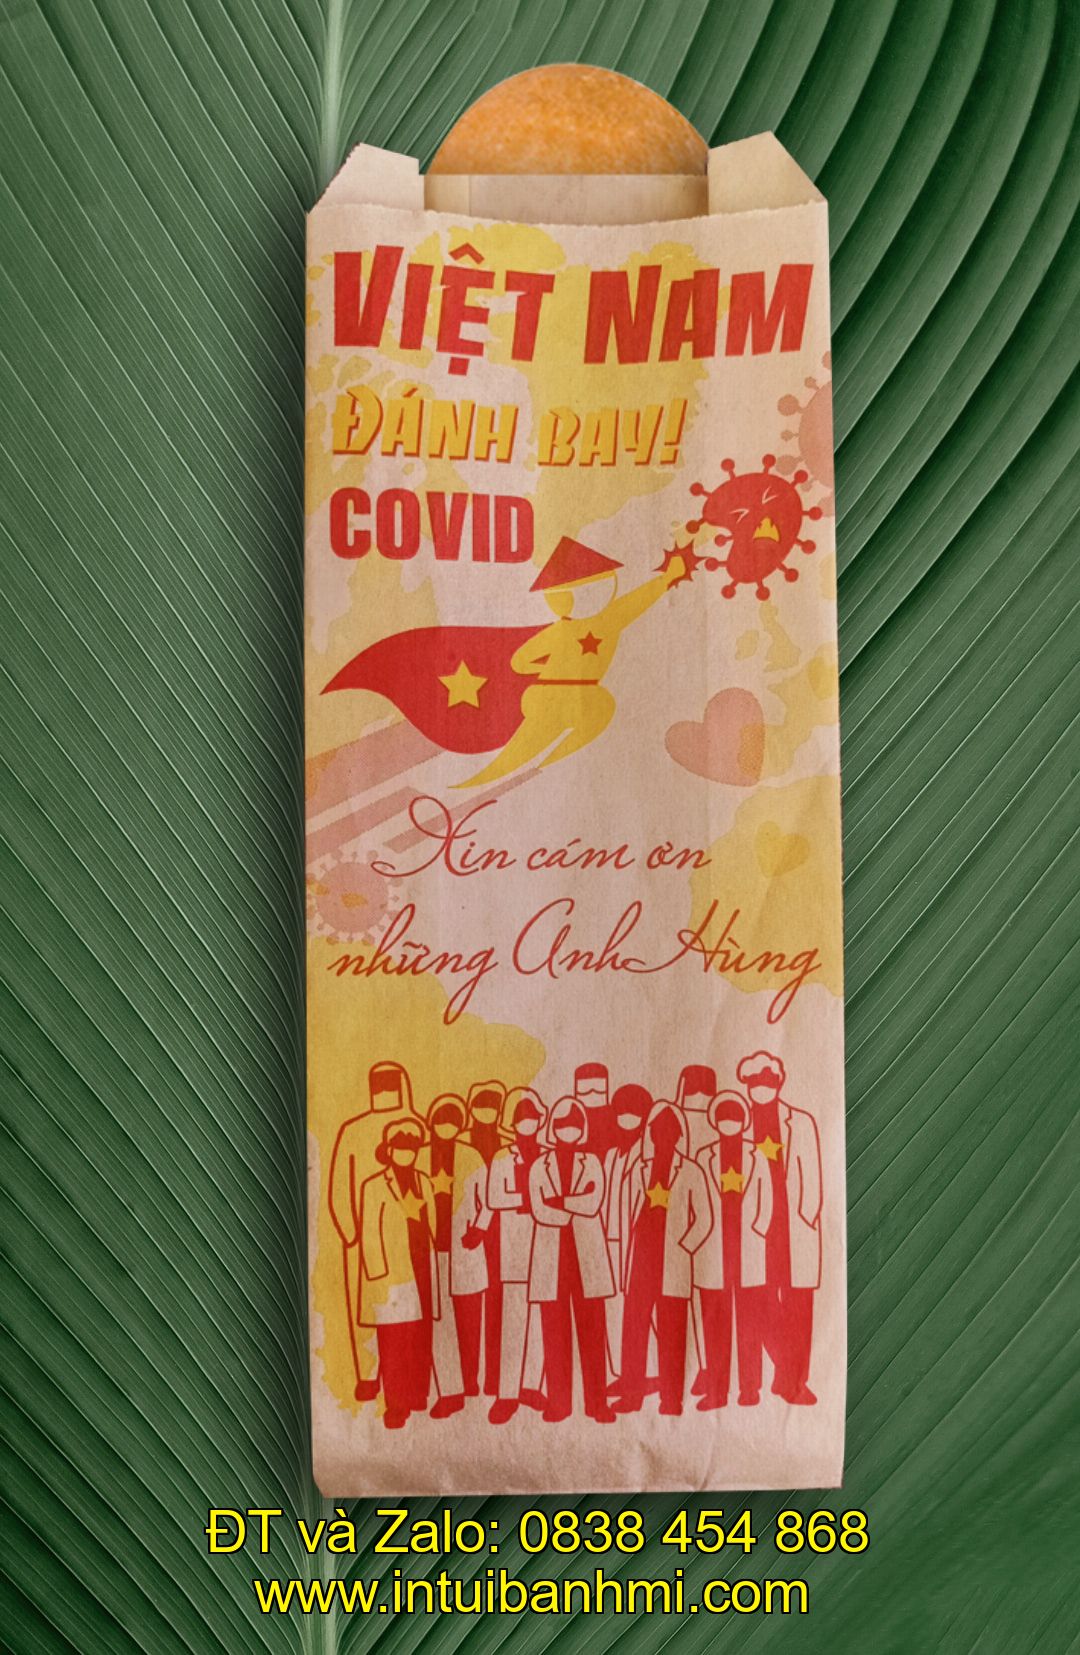 VIỆT NAM
ĐÁNH BAY!
COVID
Xin cám ơn
những Anh Hùng
ĐT và Zalo: 0838 454 868
www.intuibanhmi.com